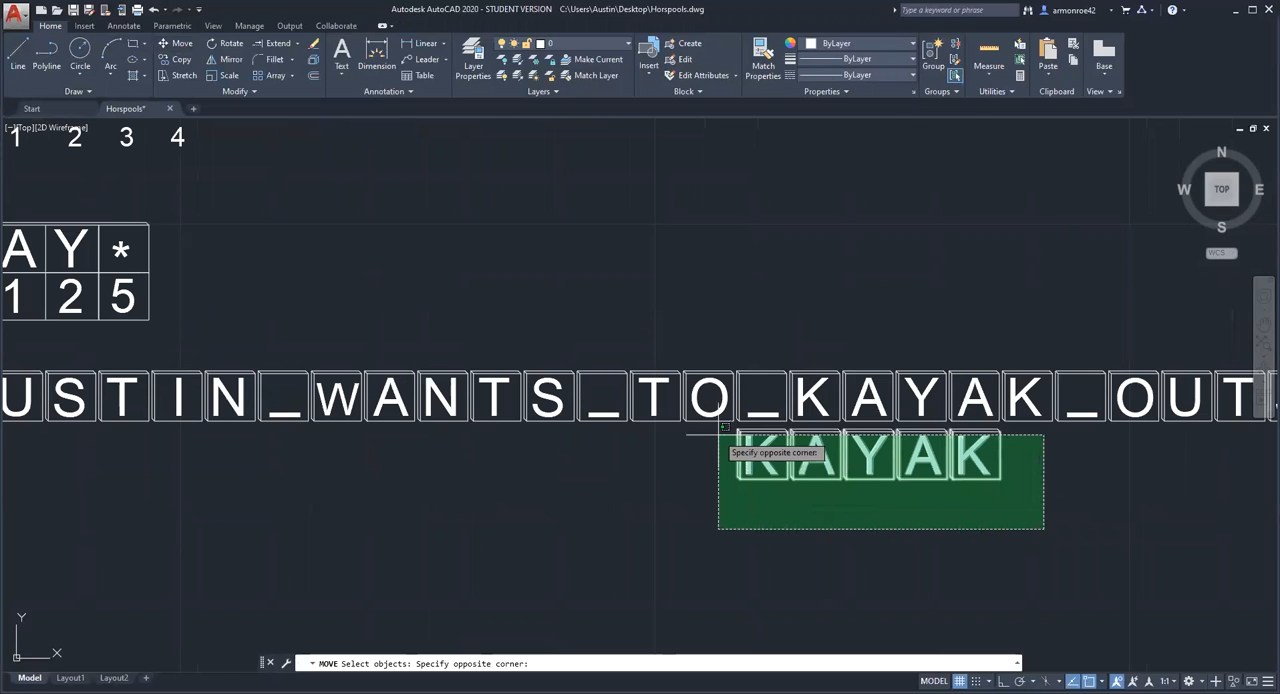 Autodesk AutoCAD 2020 - STUDENT VERSION C:\Users\Austin\Desktop\Horspools.dwg
Type a keyword or phrase
armonroe42
Home Insert Annotate Parametric View Manage Output Collaborate
Line Polyline Circle Arc
Move Rotate Extend
Copy Mirror Fillet
Stretch Scale Array
Text Dimension
Linear
Leader
Table
Layer Properties
0
Make Current
Match Layer
Insert
Create
Edit
Edit Attributes
Match Properties
ByLayer
ByLayer
ByLayer
Group
Measure
Paste
Base
Draw Modify Annotation Layers Block Properties Groups Utilities Clipboard View
Start Horspools*
[−][Top][2D Wireframe]
1 2 3 4
N
W TOP E
S
WCS
A Y *
1 2 5
U S T I N _ w A N T S _ T O _ K A Y A K _ O U T
K A Y A K
Specify opposite corner:
Y
X
MOVE Select objects: Specify opposite corner:
Model Layout1 Layout2 +
MODEL 1:1